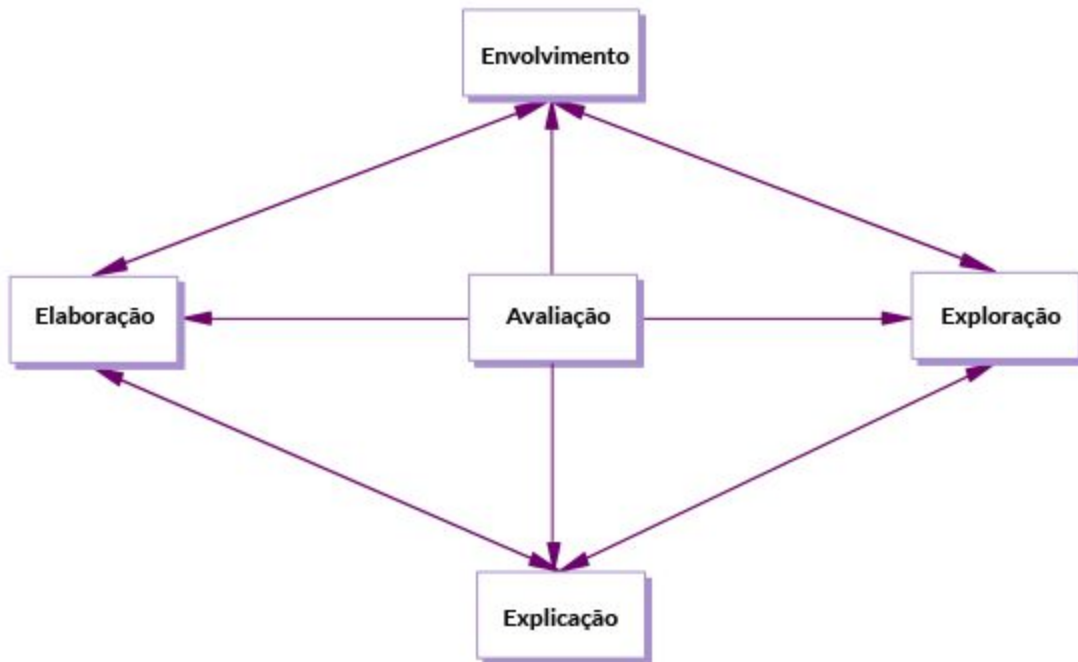 Envolvimento
Elaboração
Avaliação
Exploração
Explicação